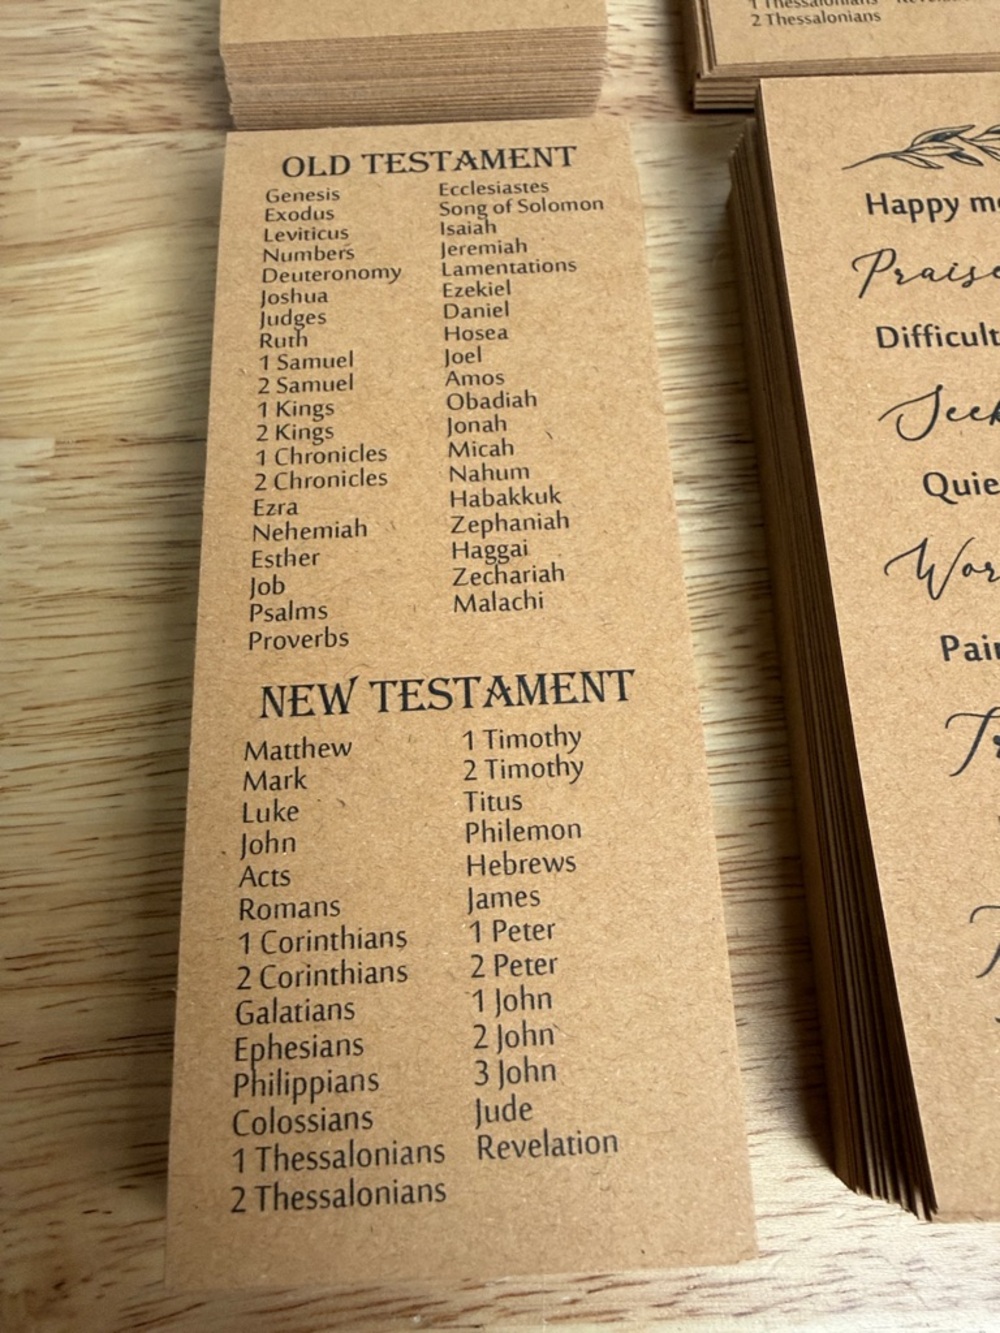 2 Thessalonians
OLD TESTAMENT
Genesis
Exodus
Leviticus
Numbers
Deuteronomy
Joshua
Judges
Ruth
1 Samuel
2 Samuel
1 Kings
2 Kings
1 Chronicles
2 Chronicles
Ezra
Nehemiah
Esther
Job
Psalms
Proverbs
Ecclesiastes
Song of Solomon
Isaiah
Jeremiah
Lamentations
Ezekiel
Daniel
Hosea
Joel
Amos
Obadiah
Jonah
Micah
Nahum
Habakkuk
Zephaniah
Haggai
Zechariah
Malachi
NEW TESTAMENT
Matthew
Mark
Luke
John
Acts
Romans
1 Corinthians
2 Corinthians
Galatians
Ephesians
Philippians
Colossians
1 Thessalonians
2 Thessalonians
1 Timothy
2 Timothy
Titus
Philemon
Hebrews
James
1 Peter
2 Peter
1 John
2 John
3 John
Jude
Revelation
Happy
Praise